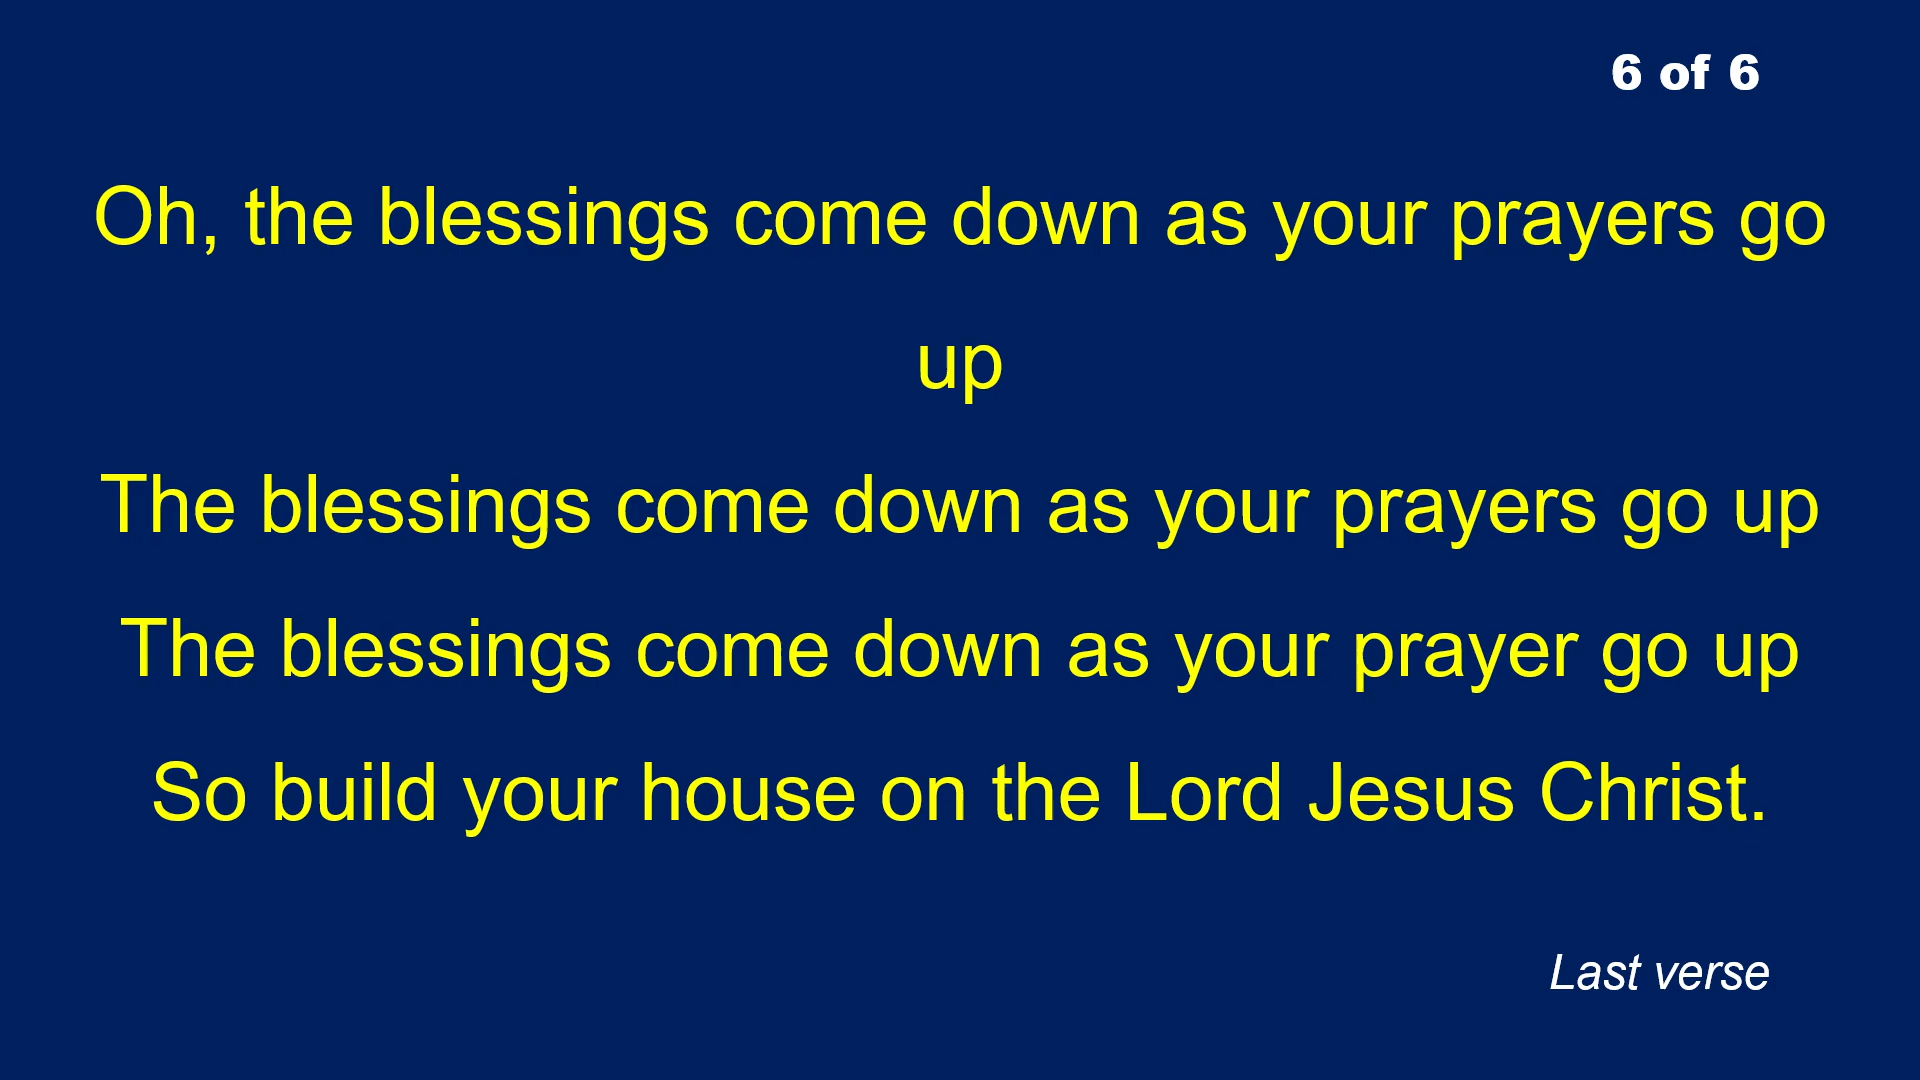 6 of 6
Oh, the blessings come down as your prayers go
up
The blessings come down as your prayers go up
The blessings come down as your prayer go up
So build your house on the Lord Jesus Christ.
Last verse